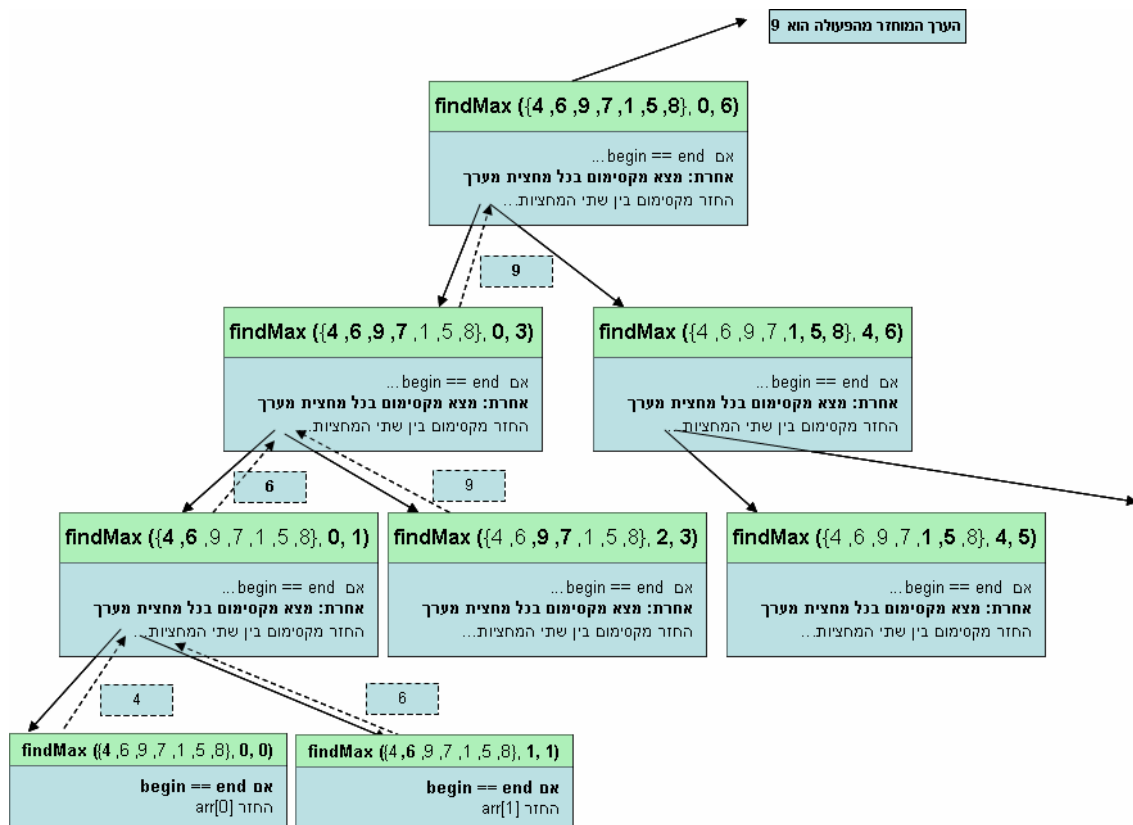 הערך המוחזר מהפעולה הוא 9
findMax ({4 ,6 ,9 ,7 ,1 ,5 ,8}, 0, 6)
אם begin == end ...
אחרת: מצא מקסימום בכל מחצית מערך
החזר מקסימום בין שתי המחציות...
9
findMax ({4 ,6 ,9 ,7 ,1 ,5 ,8}, 0, 3)
אם begin == end ...
אחרת: מצא מקסימום בכל מחצית מערך
החזר מקסימום בין שתי המחציות...
findMax ({4 ,6 ,9 ,7 ,1, 5, 8}, 4, 6)
אם begin == end ...
אחרת: מצא מקסימום בכל מחצית מערך
החזר מקסימום בין שתי המחציות...
6
9
findMax ({4 ,6 ,9 ,7 ,1 ,5 ,8}, 0, 1)
אם begin == end ...
אחרת: מצא מקסימום בכל מחצית מערך
החזר מקסימום בין שתי המחציות...
findMax ({4 ,6 ,9 ,7 ,1 ,5 ,8}, 2, 3)
אם begin == end ...
אחרת: מצא מקסימום בכל מחצית מערך
החזר מקסימום בין שתי המחציות...
findMax ({4 ,6 ,9 ,7 ,1 ,5 ,8}, 4, 5)
אם begin == end ...
אחרת: מצא מקסימום בכל מחצית מערך
החזר מקסימום בין שתי המחציות...
4
6
findMax ({4 ,6 ,9 ,7 ,1 ,5 ,8}, 0, 0)
אם begin == end
החזר arr[0]
findMax ({4 ,6 ,9 ,7 ,1 ,5 ,8}, 1, 1)
אם begin == end
החזר arr[1]